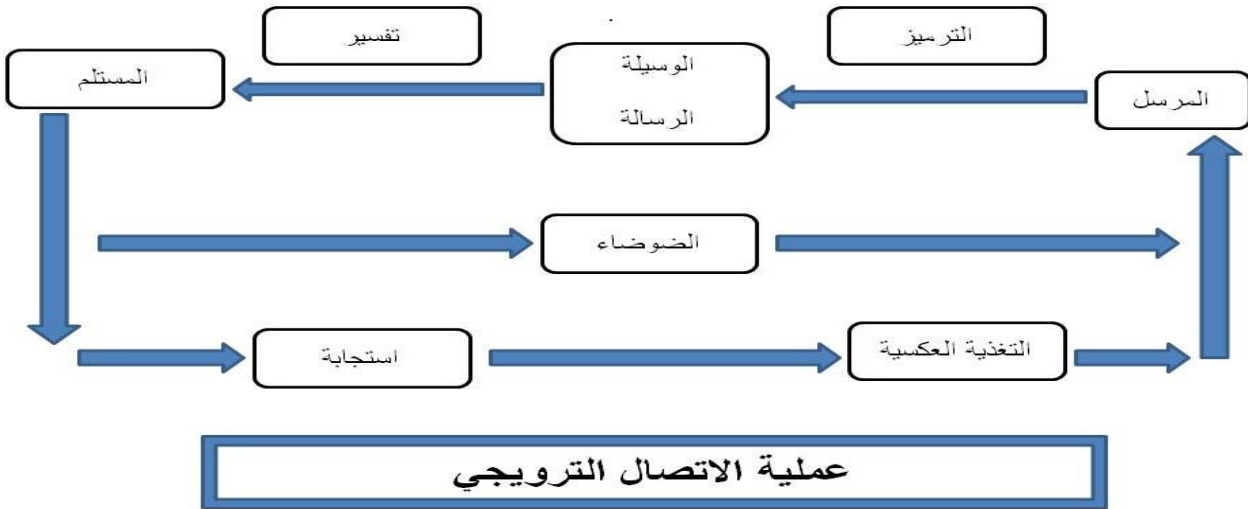 الترميز
تفسير
المرسل
الوسيلة
الرسالة
المستلم
الضوضاء
استجابة
التغذية العكسية
عملية الاتصال الترويجي